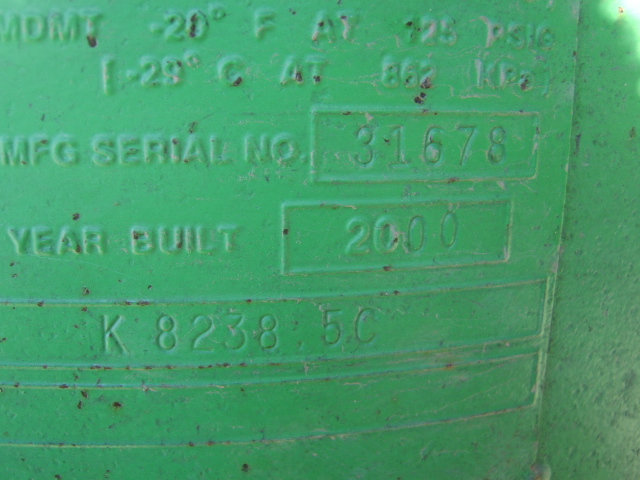 MDMT -20° F AT 125 PSIG
[-29° C AT 862 (KPa)
MFG SERIAL NO. 31678
YEAR BUILT 2000
K 8238.5C